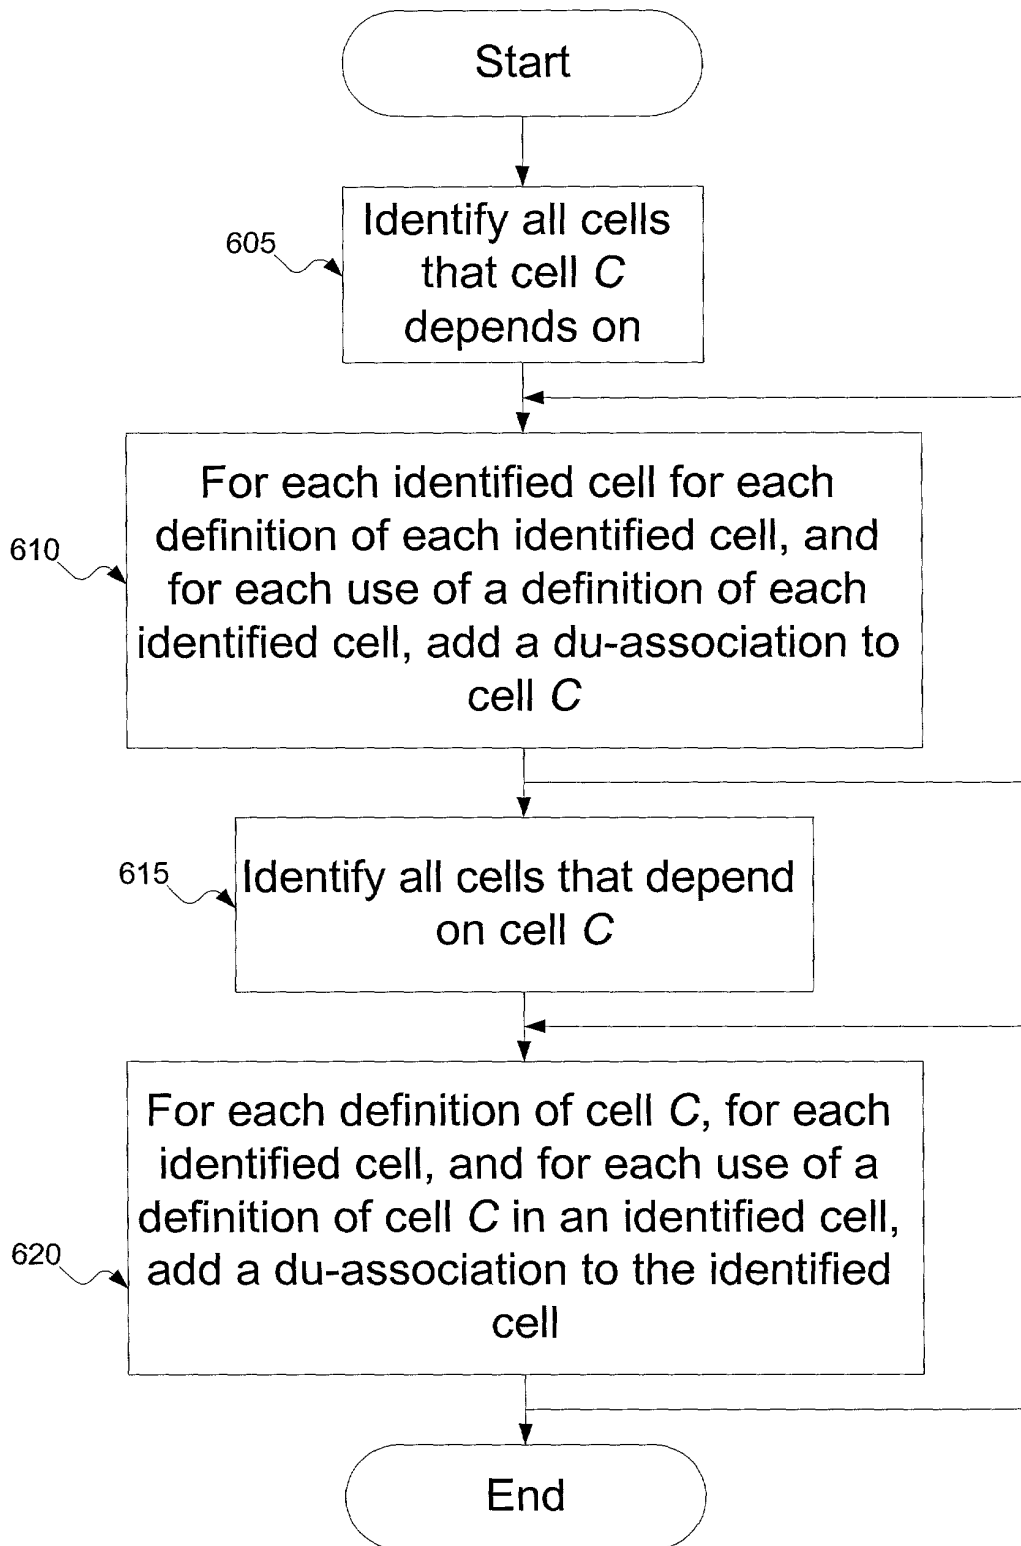 Start
605
Identify all cells
that cell C
depends on
610
For each identified cell for each
definition of each identified cell, and
for each use of a definition of each
identified cell, add a du-association to
cell C
615
Identify all cells that depend
on cell C
620
For each definition of cell C, for each
identified cell, and for each use of a
definition of cell C in an identified cell,
add a du-association to the identified
cell
End